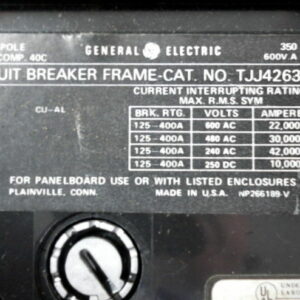 POLE GENERAL ELECTRIC 350
COMP. 40C 600V.A
UIT BREAKER FRAME-CAT. NO. TJJ4263
CURRENT INTERRUPTING RATIN
MAX. R.M.S. SYM
CU-AL
BRK. RTG. VOLTS AMPERE
125-400A 600 AC 22,000
125-400A 480 AC 30,000
125-400A 240 AC 42,000
125-400A 250 DC 10,000
FOR PANELBOARD USE OR WITH LISTED ENCLOSURES.
PLAINVILLE, CONN. MADE IN U.S.A. NP266189-V
UL
UNDE
LABO